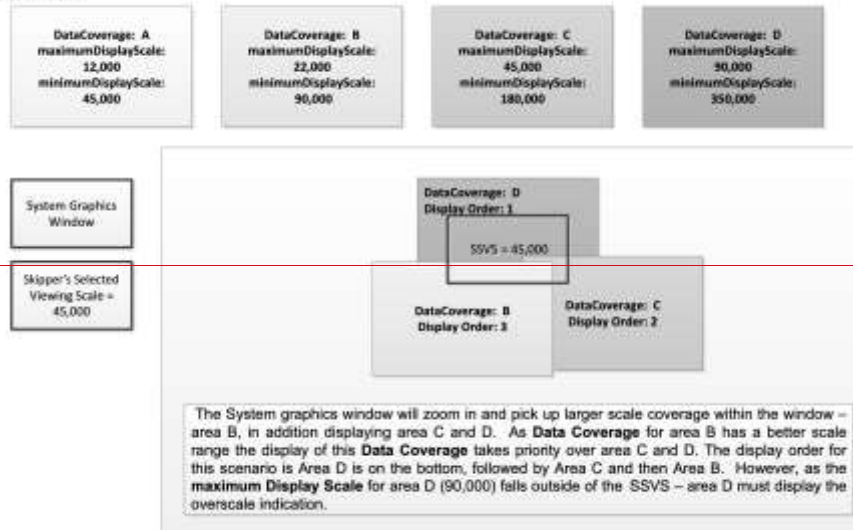 DataCoverage: A
maximumDisplayScale:
12,000
minimumDisplayScale:
45,000
DataCoverage: B
maximumDisplayScale:
22,000
minimumDisplayScale:
90,000
DataCoverage: C
maximumDisplayScale:
45,000
minimumDisplayScale:
180,000
DataCoverage: D
maximumDisplayScale:
90,000
minimumDisplayScale:
350,000
System Graphics
Window
Skipper's Selected
Viewing Scale =
45,000
DataCoverage: D
Display Order: 1
SSVS = 45,000
DataCoverage: B
Display Order: 3
DataCoverage: C
Display Order: 2
The System graphics window will zoom in and pick up larger scale coverage within the window –
area B, in addition displaying area C and D. As Data Coverage for area B has a better scale
range the display of this Data Coverage takes priority over area C and D. The display order for
this scenario is Area D is on the bottom, followed by Area C and then Area B. However, as the
maximum Display Scale for area D (90,000) falls outside of the SSVS – area D must display the
overscale indication.